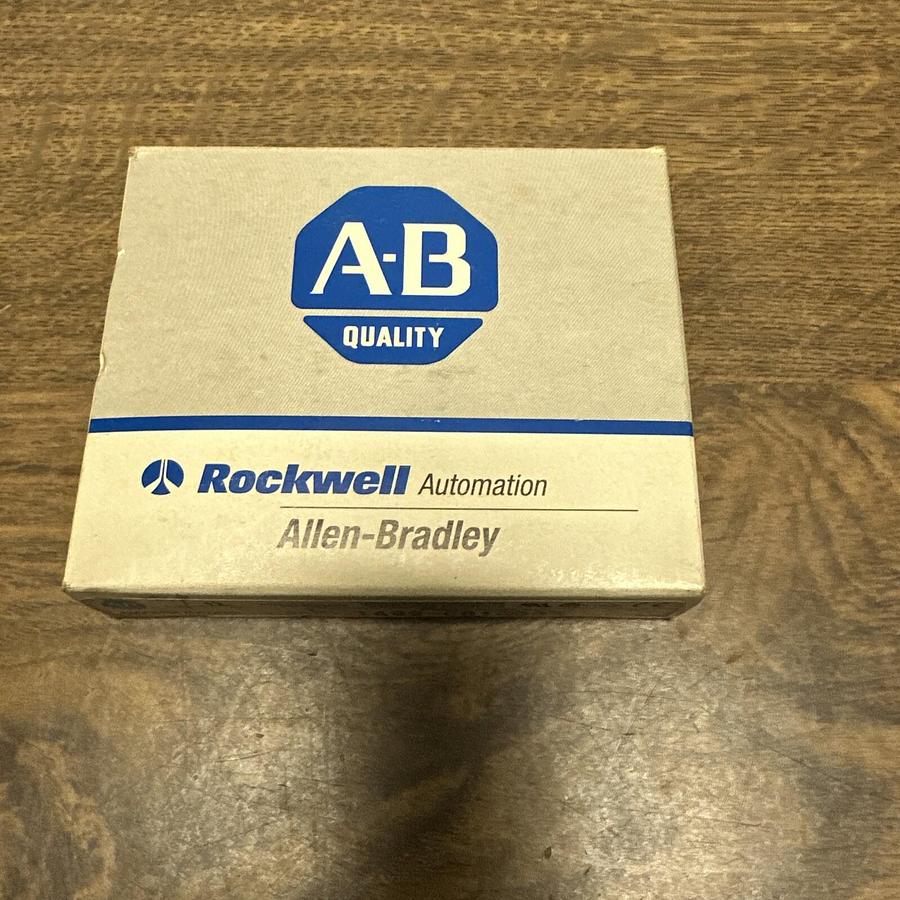 A-B
QUALITY
Rockwell Automation
Allen-Bradley